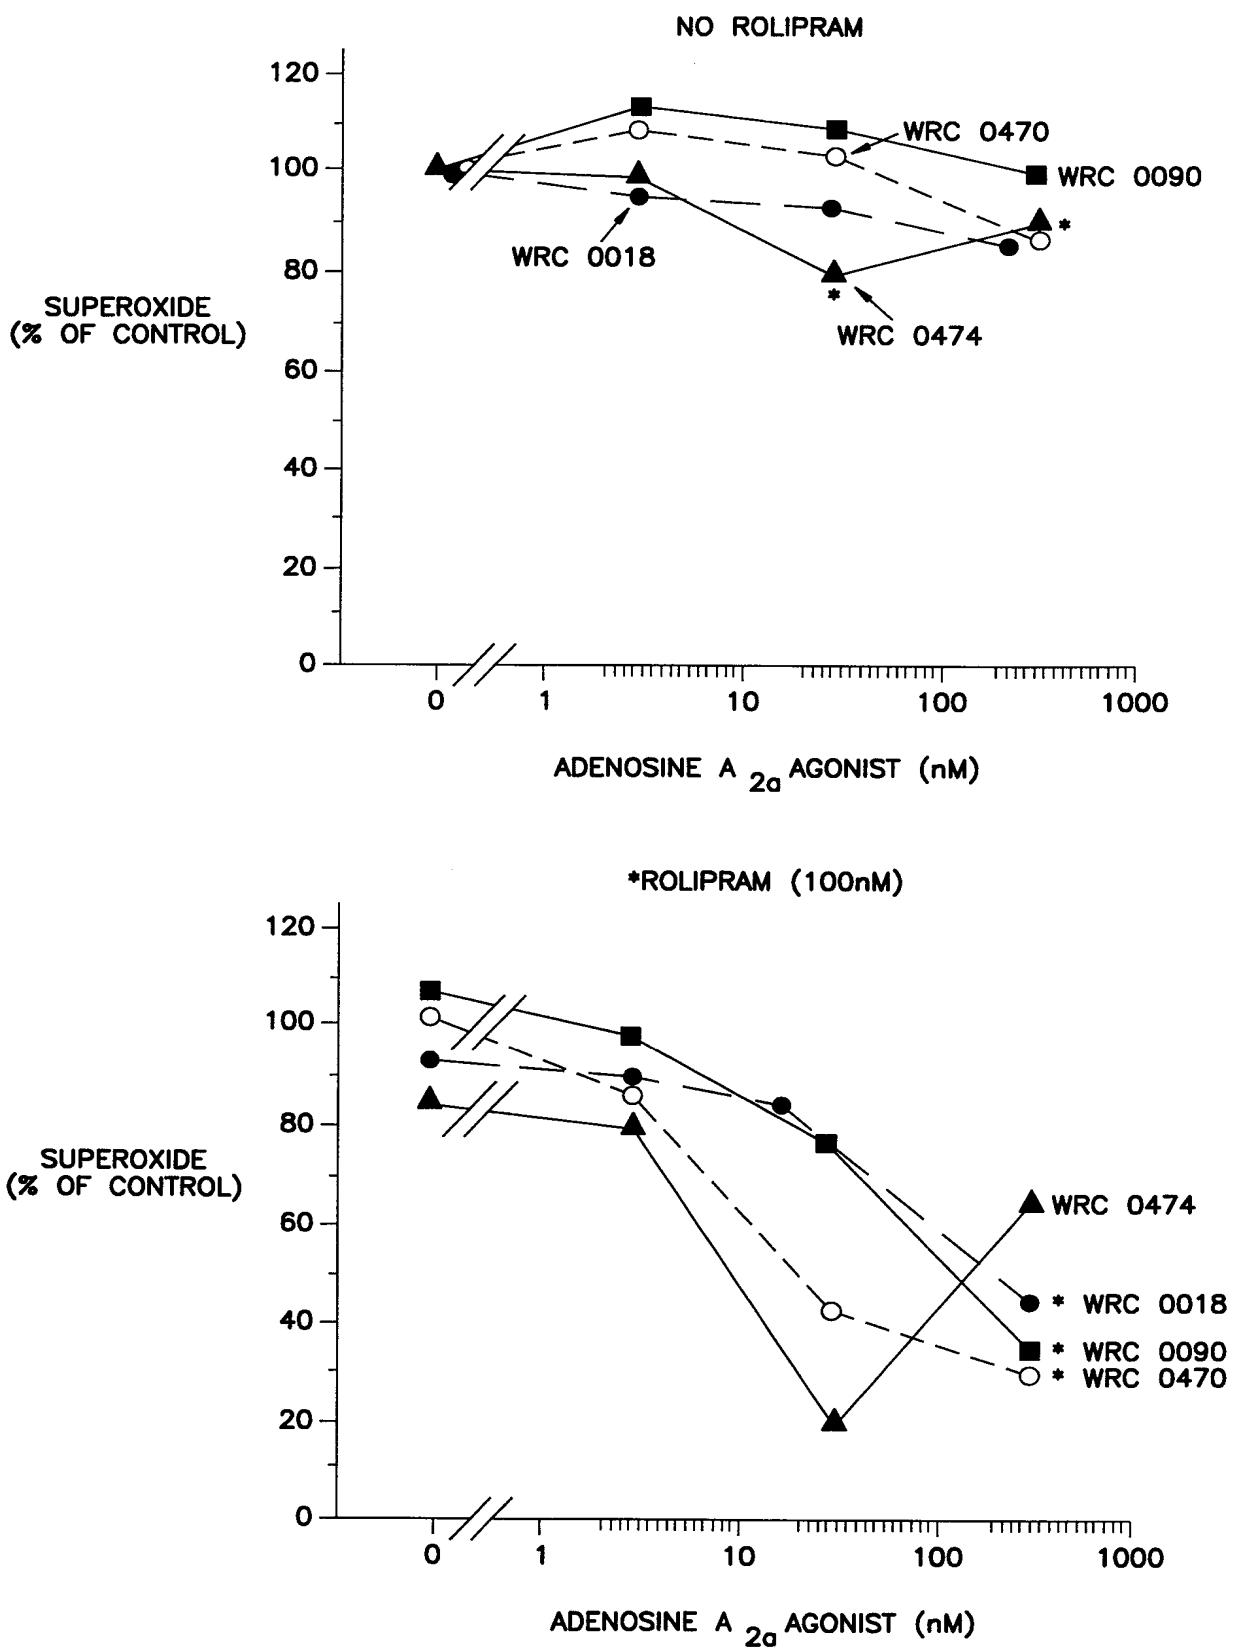 NO ROLIPRAM
120
100
80
60
40
20
0
SUPEROXIDE
(% OF CONTROL)
WRC 0470
WRC 0090
*
WRC 0018
*
WRC 0474
0 1 10 100 1000
ADENOSINE A 2a AGONIST (nM)
*ROLIPRAM (100nM)
120
100
80
60
40
20
0
SUPEROXIDE
(% OF CONTROL)
WRC 0474
* WRC 0018
* WRC 0090
* WRC 0470
0 1 10 100 1000
ADENOSINE A 2a AGONIST (nM)